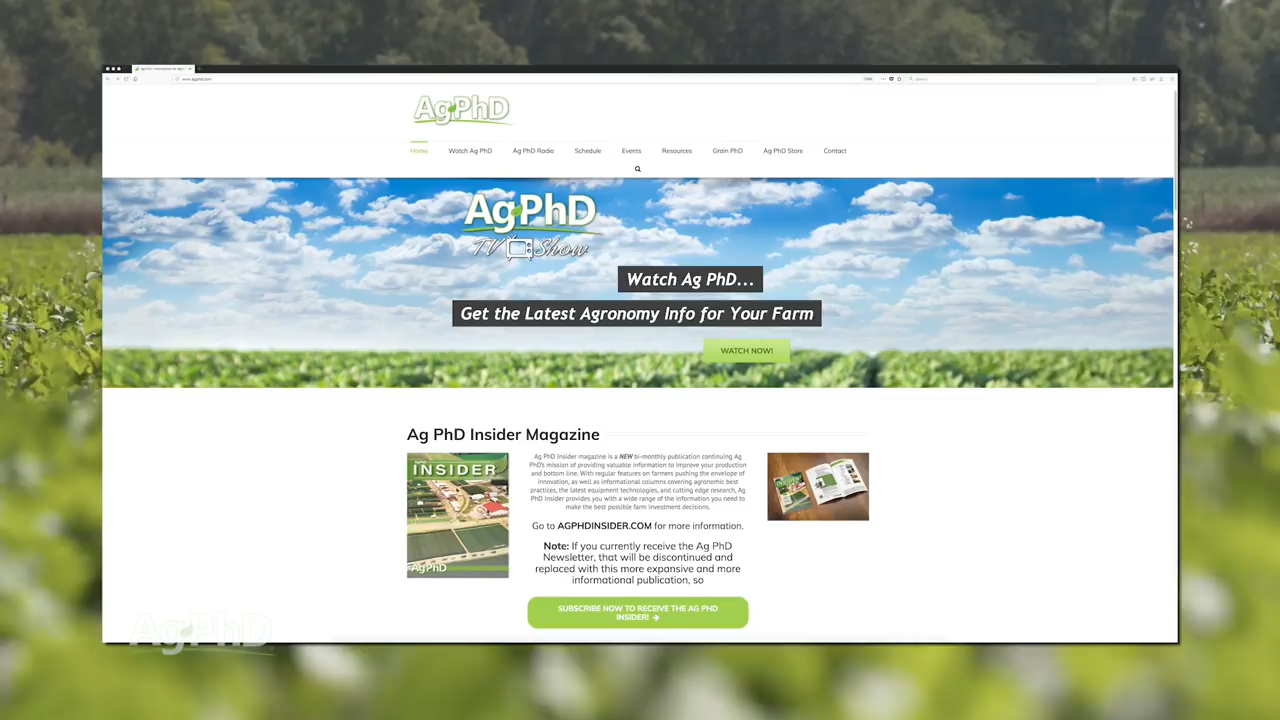 www.agphd.com
Search
AgPhD
Home
Watch Ag PhD
Ag PhD Radio
Schedule
Events
Resources
Grain PhD
Ag PhD Store
Contact
AgPhD
TV Show
Watch Ag PhD...
Get the Latest Agronomy Info for Your Farm
WATCH NOW!
Ag PhD Insider Magazine
INSIDER
AgPhD
Ag PhD Insider magazine is a NEW bi-monthly publication continuing Ag
PhD's mission of providing valuable information to improve your production
and bottom line. With regular features on farmers pushing the envelope of
innovation, as well as informational columns covering agronomic best
practices, the latest equipment technologies, and cutting edge research, Ag
PhD Insider provides you with a wide range of the information you need to
make the best possible farm investment decisions.
Go to AGPHDINSIDER.COM for more information.
Note: If you currently receive the Ag PhD
Newsletter, that will be discontinued and
replaced with this more expansive and more
informational publication, so
SUBSCRIBE NOW TO RECEIVE THE AG PHD
INSIDER!
AgPhD